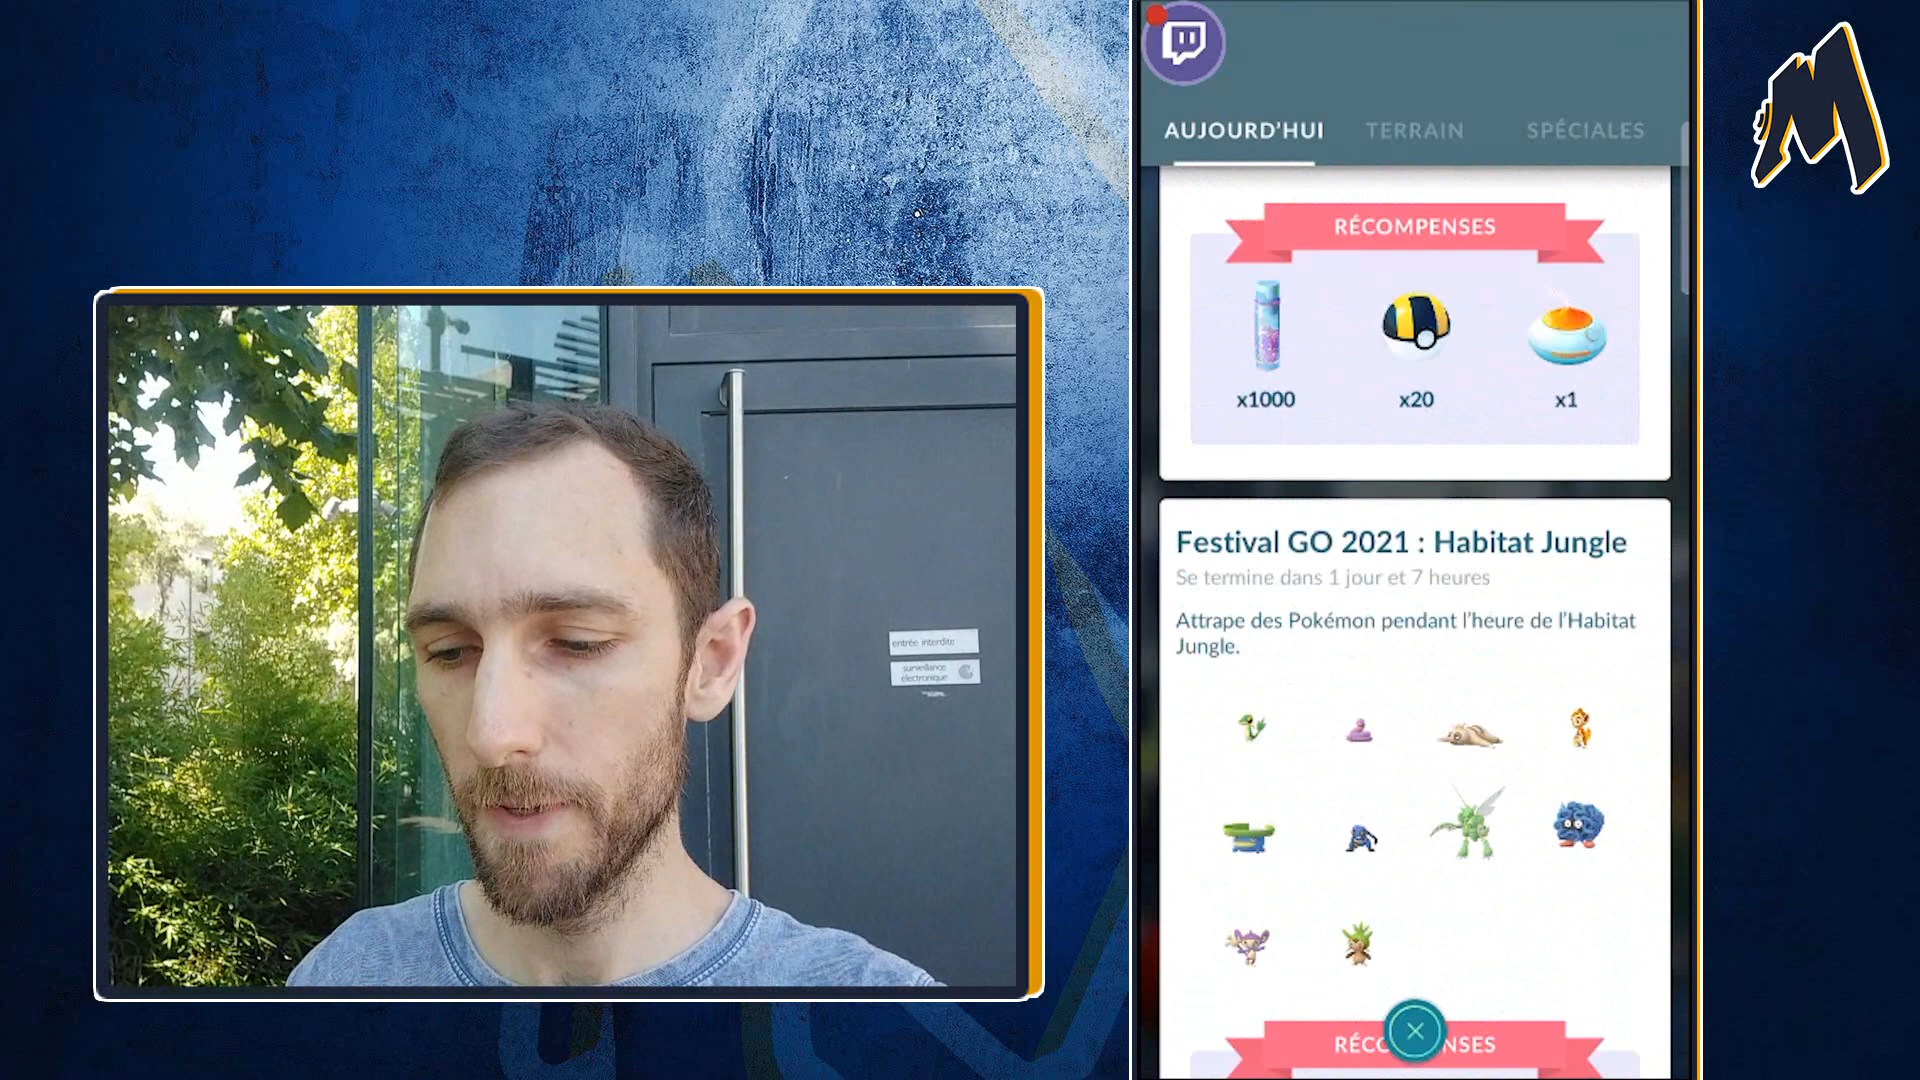 AUJOURD'HUI TERRAIN SPÉCIALES
RÉCOMPENSES
x1000 x20 x1
Festival GO 2021 : Habitat Jungle
Se termine dans 1 jour et 7 heures
Attrape des Pokémon pendant l'heure de l'Habitat
Jungle.
entrée interdite
surveillance
électronique
M